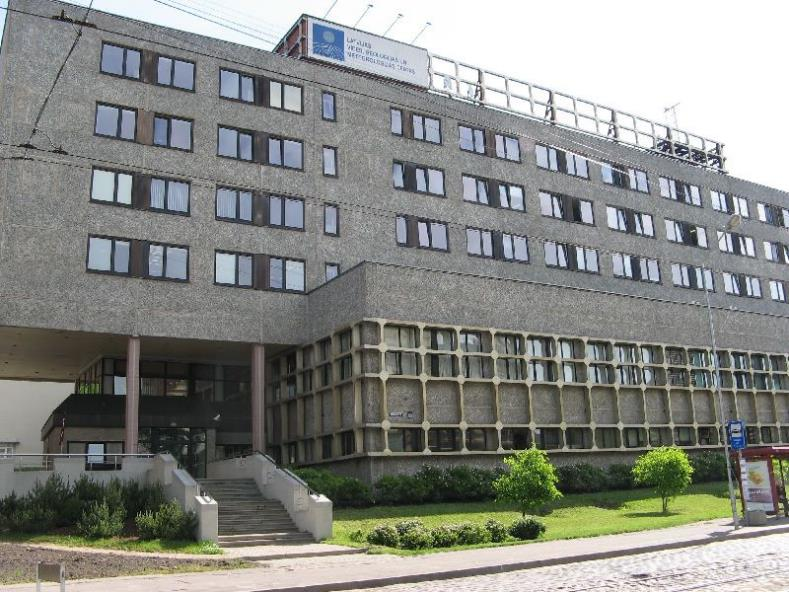 LATVIJAS
VIDES, ĢEOLOĢIJAS UN
METEOROLOĢIJAS CENTRS